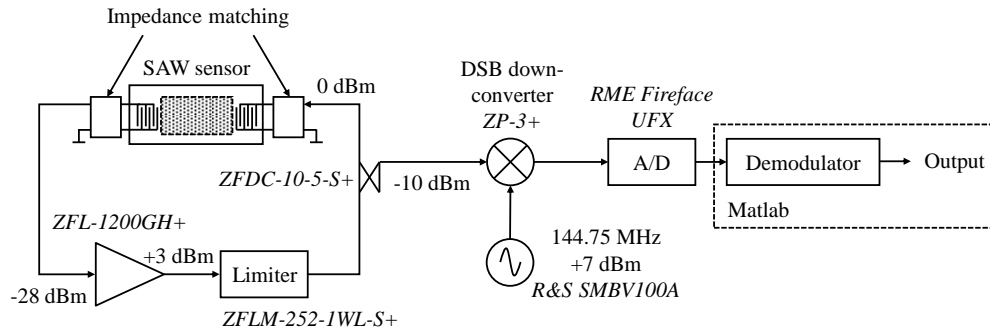 Impedance matching
SAW sensor
0 dBm
DSB down-
converter
ZP-3+
RME Fireface
UFX
A/D
Demodulator
Output
Matlab
ZFDC-10-5-S+
-10 dBm
ZFL-1200GH+
+3 dBm
Limiter
-28 dBm
ZFLM-252-1WL-S+
144.75 MHz
+7 dBm
R&S SMBV100A